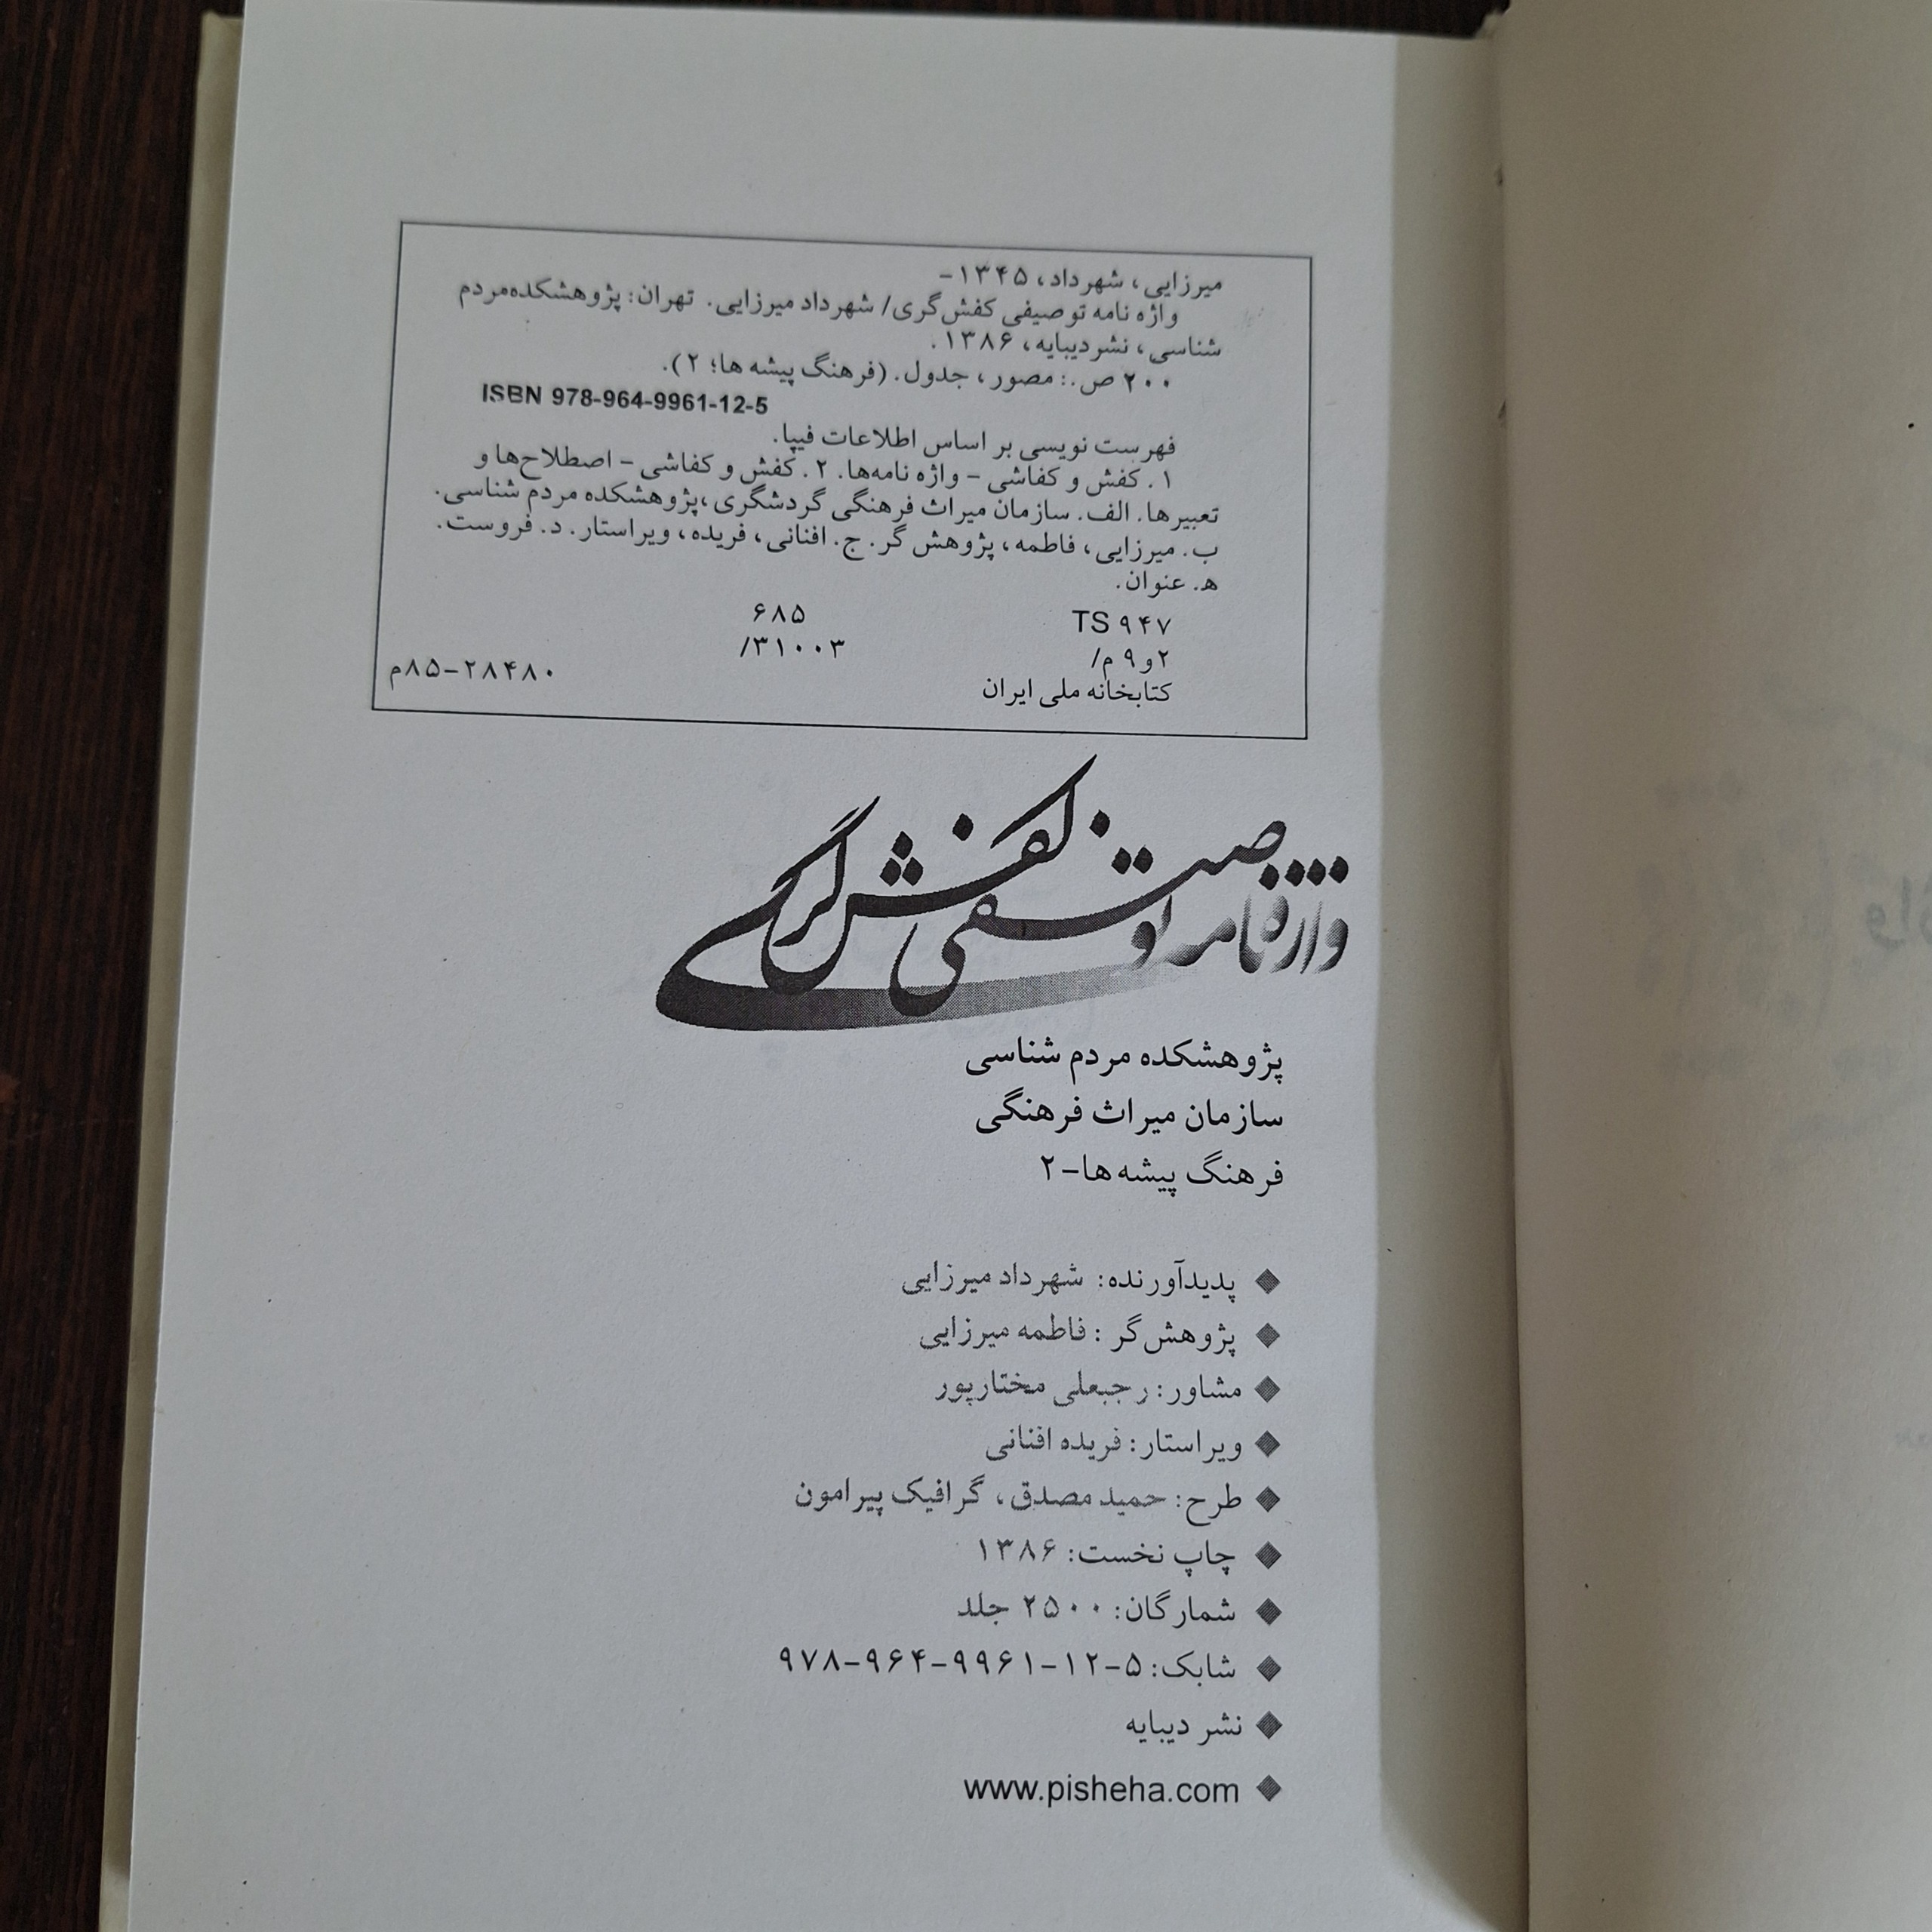 میرزایی، شهرداد، ۱۳۴۵-
واژه نامه توصیفی کفش‌گری/ شهرداد میرزایی. تهران: پژوهشکده‌مردم
شناسی، نشردیبایه، ۱۳۸۶.
۲۰۰ ص.: مصور، جدول. (فرهنگ پیشه ها؛ ۲).
ISBN 978-964-9961-12-5
فهرست نویسی بر اساس اطلاعات فیپا.
۱. کفش و کفاشی - واژه نامه‌ها. ۲. کفش و کفاشی - اصطلاح‌ها و
تعبیرها. الف. سازمان میراث فرهنگی گردشگری،پژوهشکده مردم شناسی.
ب. میرزایی، فاطمه، پژوهش گر. ج. افنانی، فریده، ویراستار. د. فروست.
ه. عنوان.
TS ۹۴۷ ۶۸۵
۲و۹ م/ /۳۱۰۰۳
کتابخانه ملی ایران ۸۵-۲۸۴۸۰م
واژه‌نامه توصیفی کفش‌گری
پژوهشکده مردم شناسی
سازمان میراث فرهنگی
فرهنگ پیشه ها-۲
پدیدآورنده: شهرداد میرزایی
پژوهش‌گر : فاطمه میرزایی
مشاور: رجبعلی مختارپور
ویراستار: فریده افنانی
طرح: حمید مصدق، گرافیک پیرامون
چاپ نخست: ۱۳۸۶
شمارگان: ۲۵۰۰ جلد
شابک: ۵-۱۲-۹۹۶۱-۹۶۴-۹۷۸
نشر دیبایه
www.pisheha.com